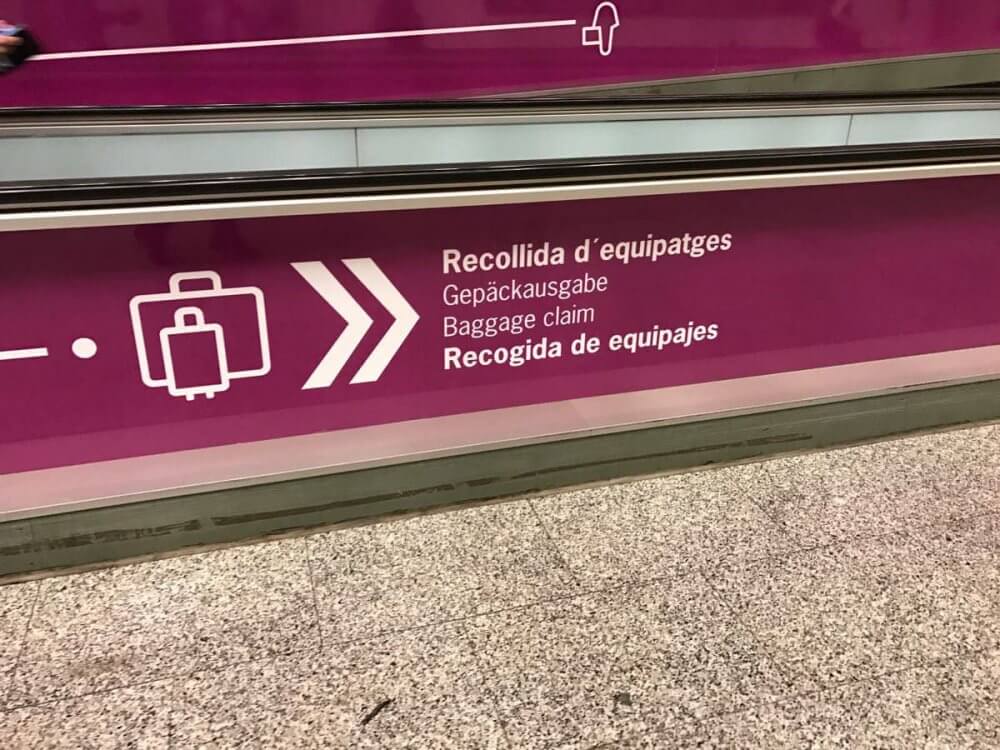 Recollida d´equipatges
Gepäckausgabe
Baggage claim
Recogida de equipajes